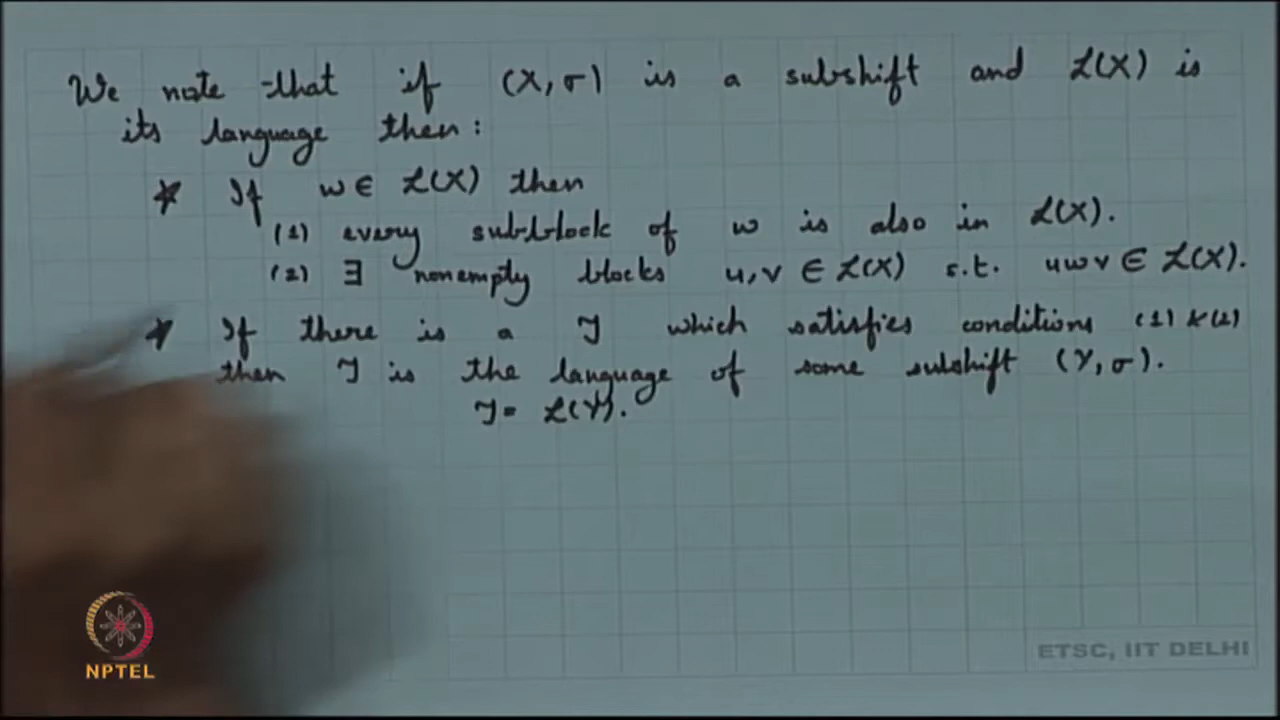 We note that if (X, σ) is a subshift and ℒ(X) is
its language then:
* If w ∈ ℒ(X) then
(1) every subblock of w is also in ℒ(X).
(2) ∃ nonempty blocks u, v ∈ ℒ(X) s.t. uwv ∈ ℒ(X).
* If there is a J which satisfies conditions (1) & (2)
then J is the language of some subshift (Y, σ).
J = ℒ(Y).
NPTEL
ETSC, IIT DELHI